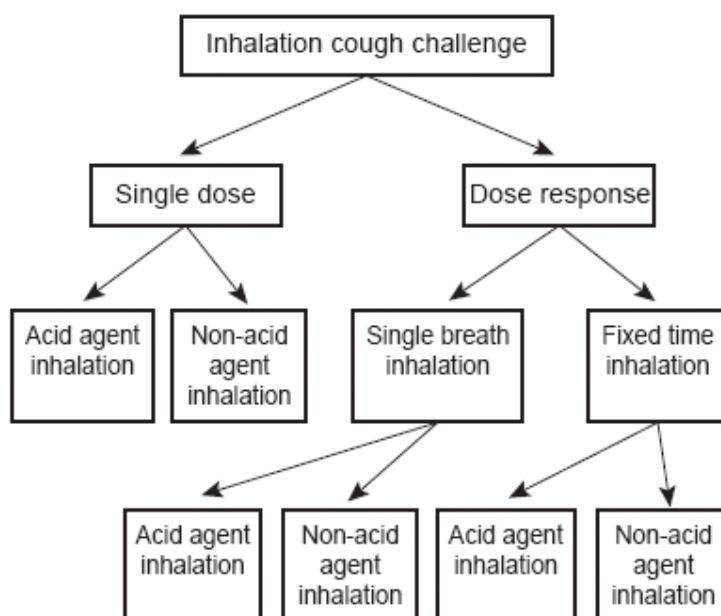 Inhalation cough challenge
Single dose
Dose response
Acid agent
inhalation
Non-acid
agent
inhalation
Single breath
inhalation
Fixed time
inhalation
Acid agent
inhalation
Non-acid
agent
inhalation
Acid agent
inhalation
Non-acid
agent
inhalation